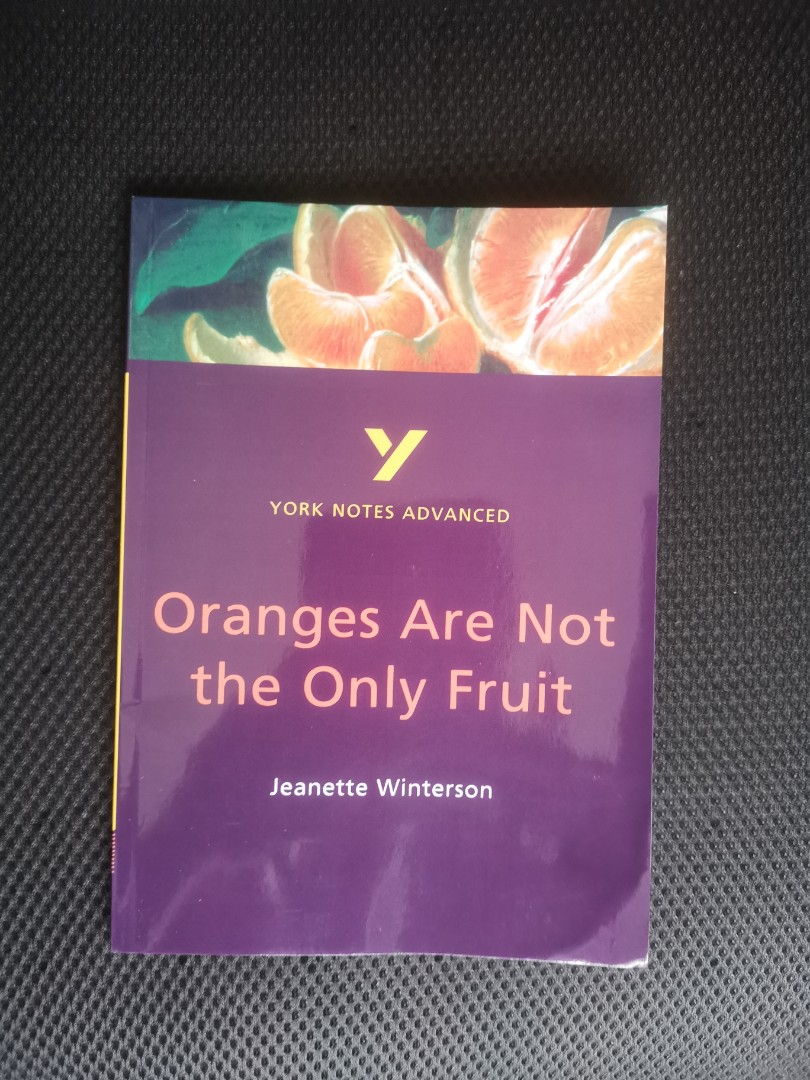 Y
YORK NOTES ADVANCED
Oranges Are Not
the Only Fruit
Jeanette Winterson